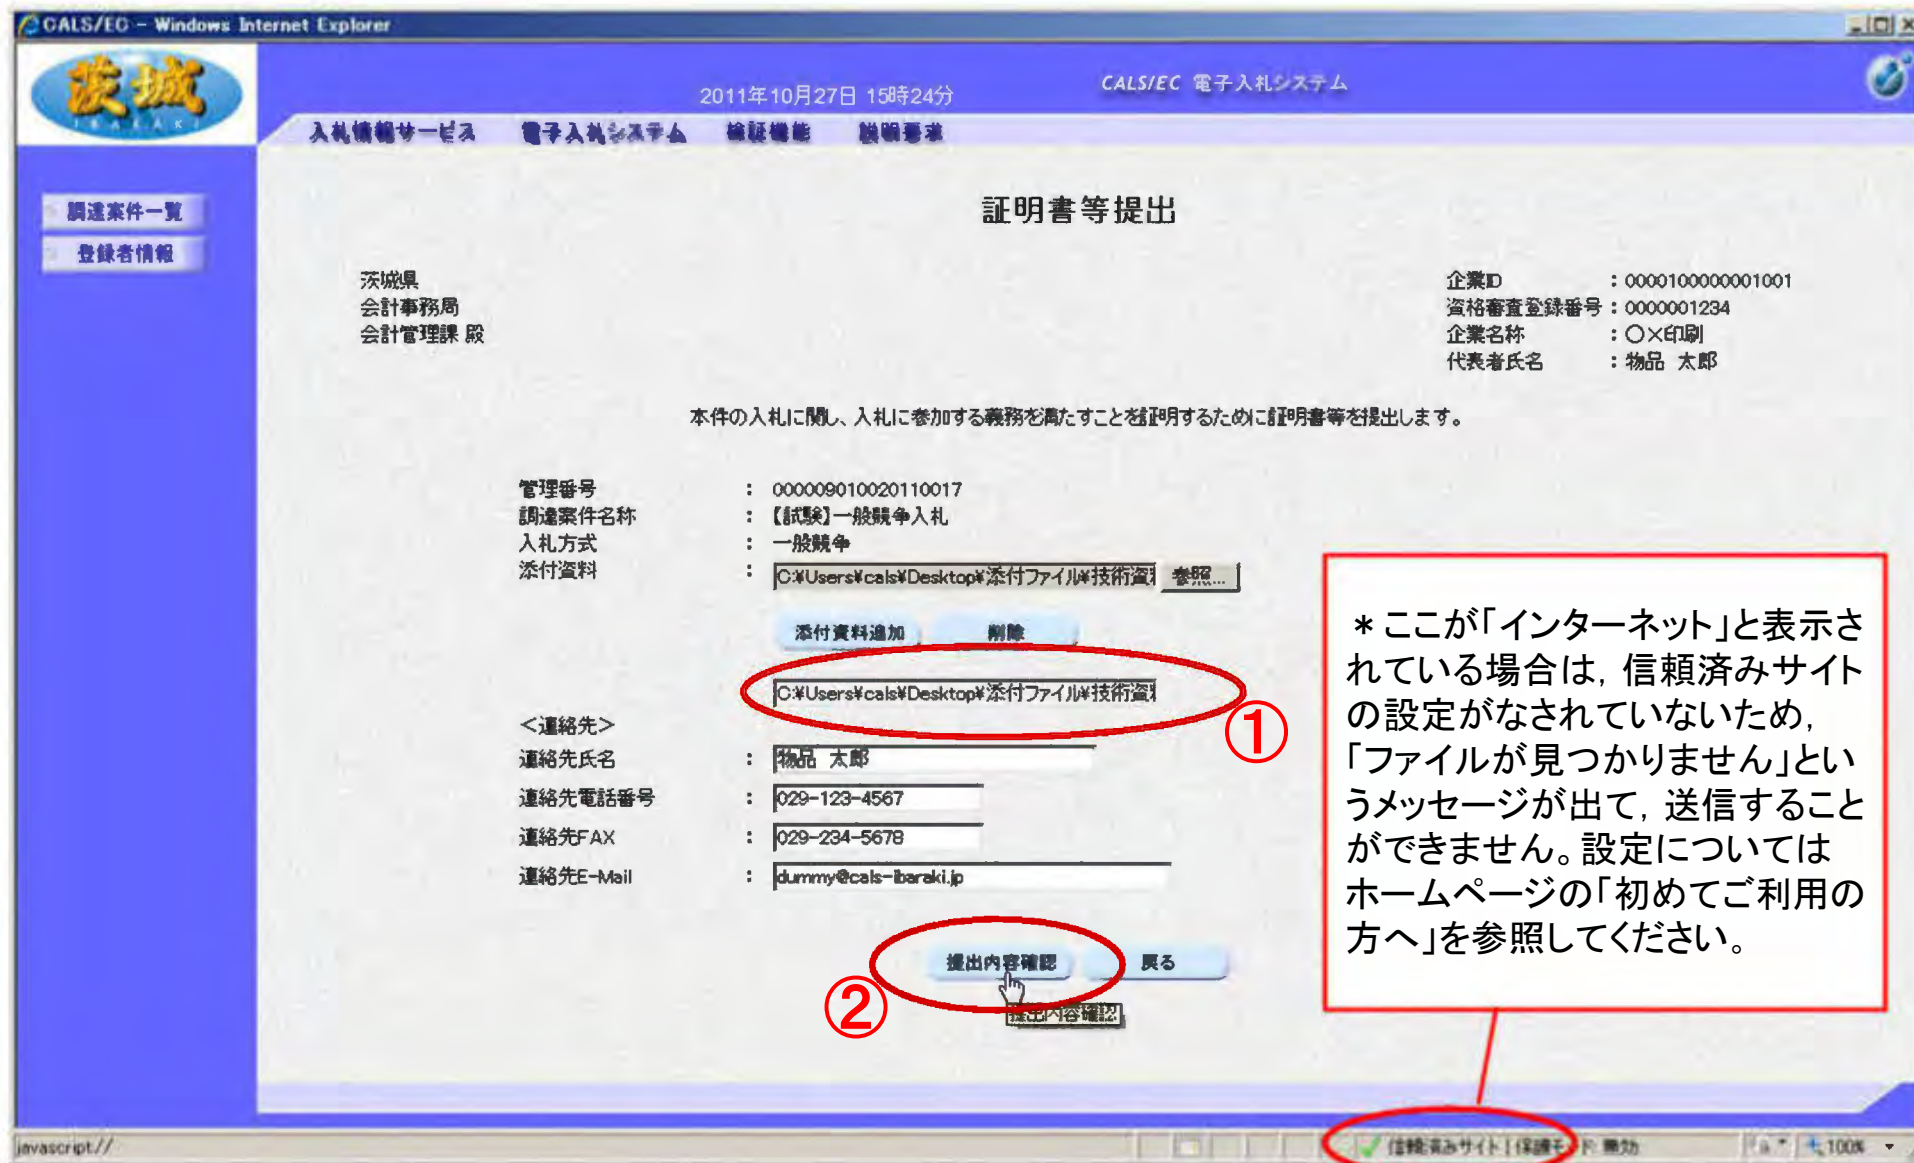 CALS/EC - Windows Internet Explorer
茨城
IBARAKI
2011年10月27日 15時24分
CALS/EC 電子入札システム
入札情報サービス 電子入札システム 検証機能 説明要求
調達案件一覧
登録者情報
証明書等提出
茨城県
会計事務局
会計管理課 殿
企業ID : 0000100000001001
資格審査登録番号 : 0000001234
企業名称 : 〇×印刷
代表者氏名 : 物品 太郎
本件の入札に関し、入札に参加する義務を満たすことを証明するために証明書等を提出します。
管理番号 : 000009010020110017
調達案件名称 : 【試験】一般競争入札
入札方式 : 一般競争
添付資料 : C:¥Users¥cals¥Desktop¥添付ファイル¥技術資料 参照...
添付資料追加 削除
C:¥Users¥cals¥Desktop¥添付ファイル¥技術資料
①
<連絡先>
連絡先氏名 : 物品 太郎
連絡先電話番号 : 029-123-4567
連絡先FAX : 029-234-5678
連絡先E-Mail : dummy@cals-ibaraki.jp
提出内容確認 戻る
②
提出内容確認
＊ここが「インターネット」と表示さ
れている場合は，信頼済みサイト
の設定がなされていないため，
「ファイルが見つかりません」とい
うメッセージが出て，送信すること
ができません。設定については
ホームページの「初めてご利用の
方へ」を参照してください。
javascript://
信頼済みサイト | 保護モード: 無効
100%